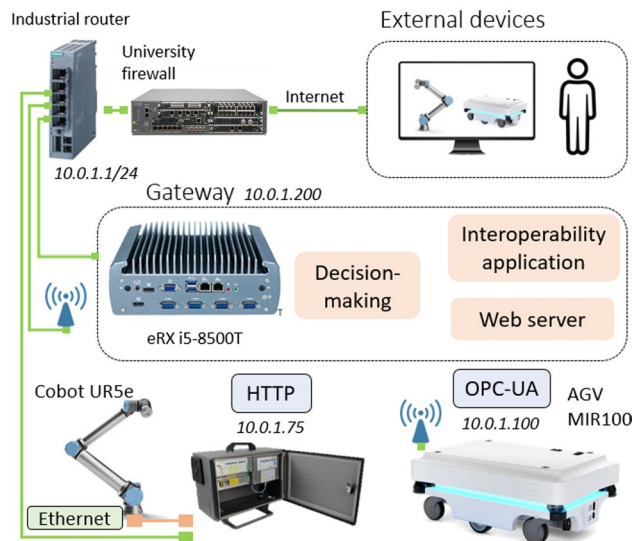 Industrial router
External devices
University
firewall
Internet
10.0.1.1/24
Gateway 10.0.1.200
Decision-
making
Interoperability
application
Web server
eRX i5-8500T
Cobot UR5e
HTTP
10.0.1.75
OPC-UA
10.0.1.100
AGV
MIR100
Ethernet